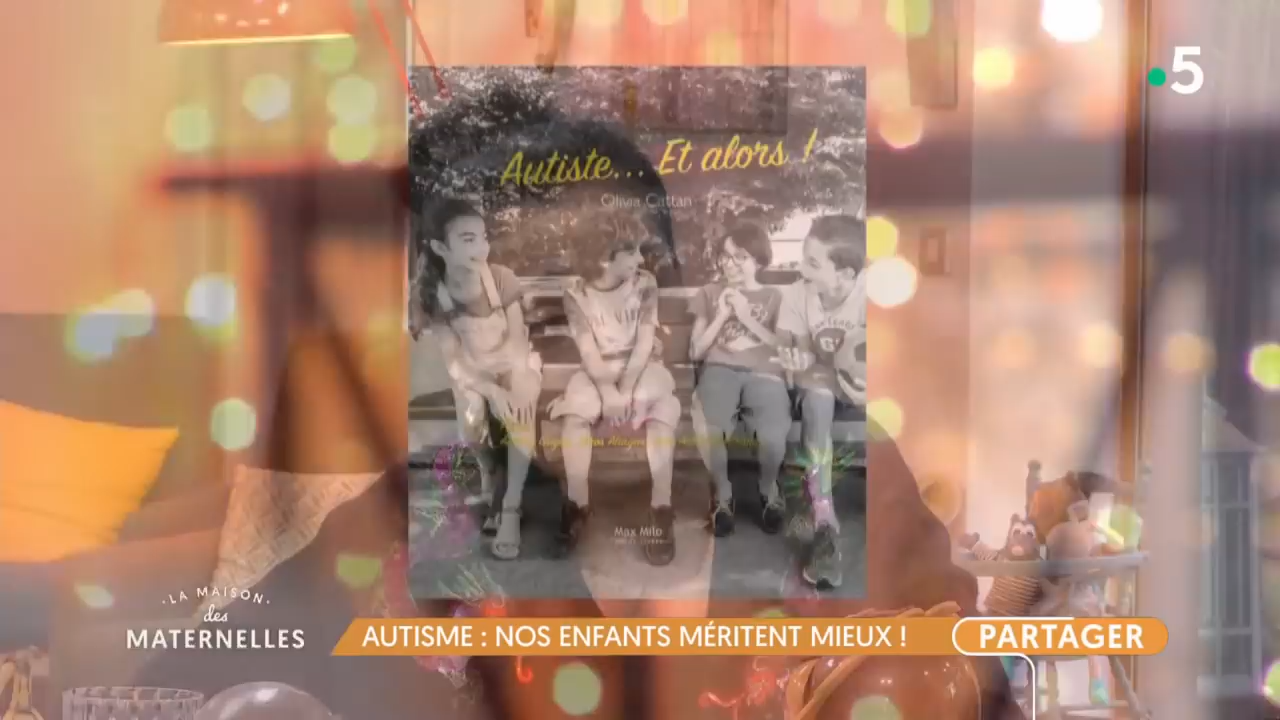 5
Autiste... Et alors !
Olivia Cattan
Max Milo
· LA MAISON ·
des
MATERNELLES
AUTISME : NOS ENFANTS MÉRITENT MIEUX !
PARTAGER